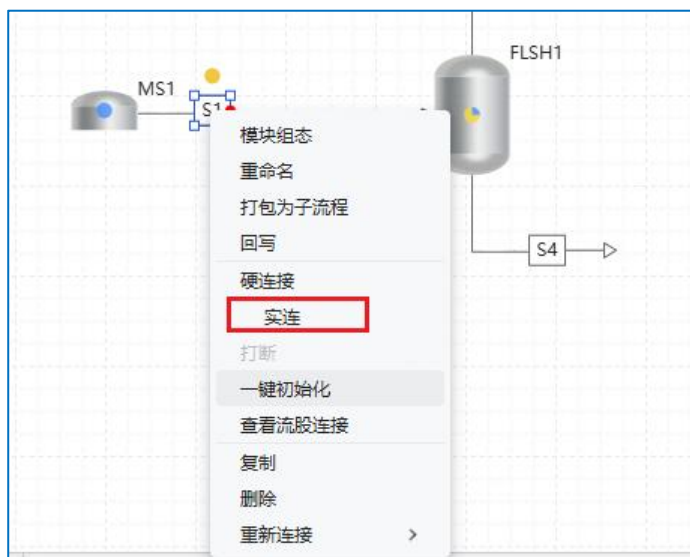 FLSH1
MS1
S1
模块组态
重命名
打包为子流程
回写
S4
硬连接
实连
打断
一键初始化
查看流股连接
复制
删除
重新连接